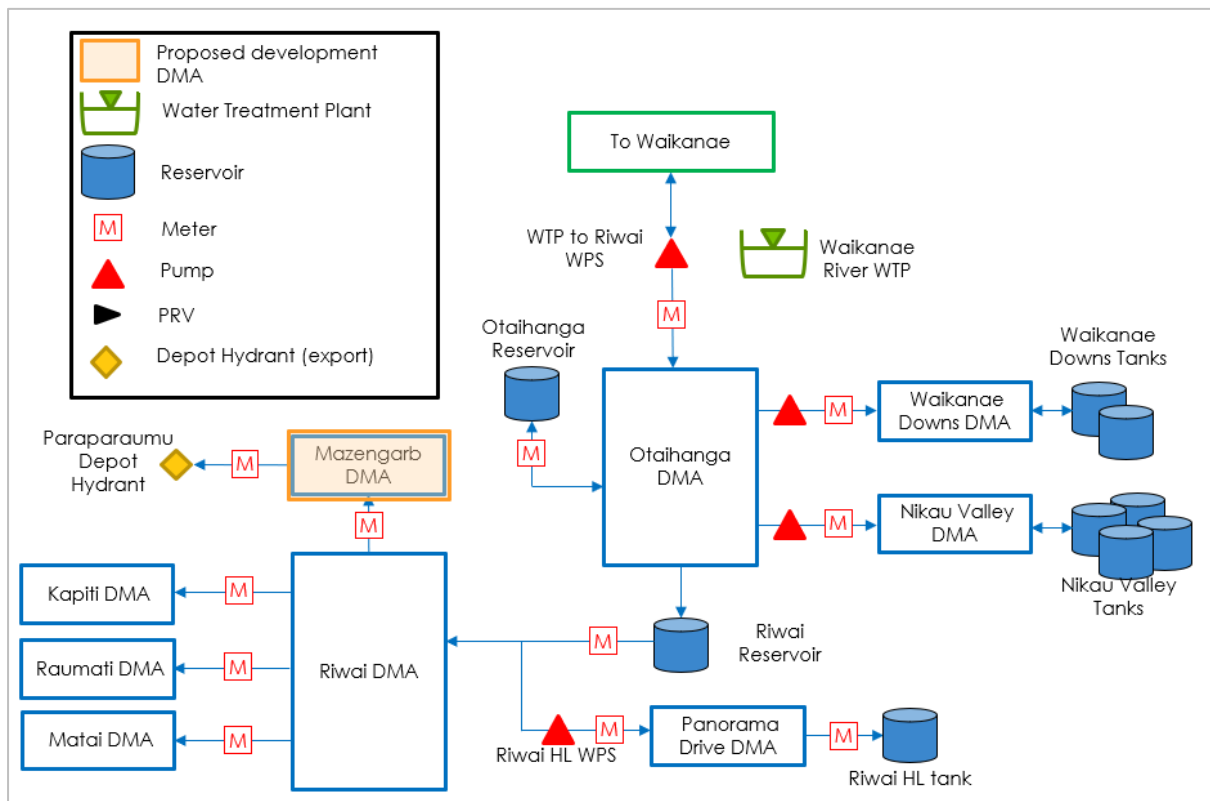 Proposed development
DMA
Water Treatment Plant
Reservoir
M
Meter
Pump
PRV
Depot Hydrant (export)
To Waikanae
WTP to Riwai
WPS
Waikanae
River WTP
M
Otaihanga
Reservoir
Waikanae
Downs Tanks
M
Waikanae
Downs DMA
Paraparaumu
Depot
Hydrant
M
Mazengarb
DMA
M
Otaihanga
DMA
M
Nikau Valley
DMA
Nikau Valley
Tanks
M
Kapiti DMA
M
Raumati DMA
M
Matai DMA
M
Riwai DMA
M
Riwai
Reservoir
Riwai HL WPS
M
Panorama
Drive DMA
M
Riwai HL tank